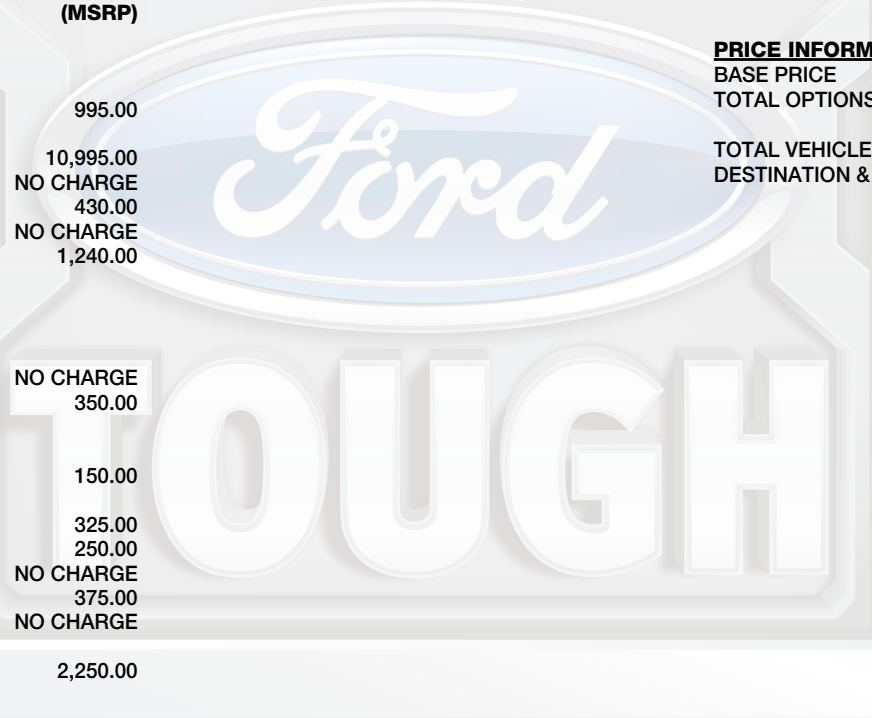 (MSRP)
995.00
10,995.00
NO CHARGE
430.00
NO CHARGE
1,240.00
NO CHARGE
350.00
150.00
325.00
250.00
NO CHARGE
375.00
NO CHARGE
2,250.00
PRICE INFORM
BASE PRICE
TOTAL OPTIONS
TOTAL VEHICLE
DESTINATION &
Ford
TOUGH